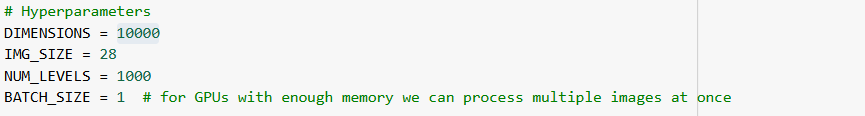 # Hyperparameters
DIMENSIONS = 10000
IMG_SIZE = 28
NUM_LEVELS = 1000
BATCH_SIZE = 1  # for GPUs with enough memory we can process multiple images at once